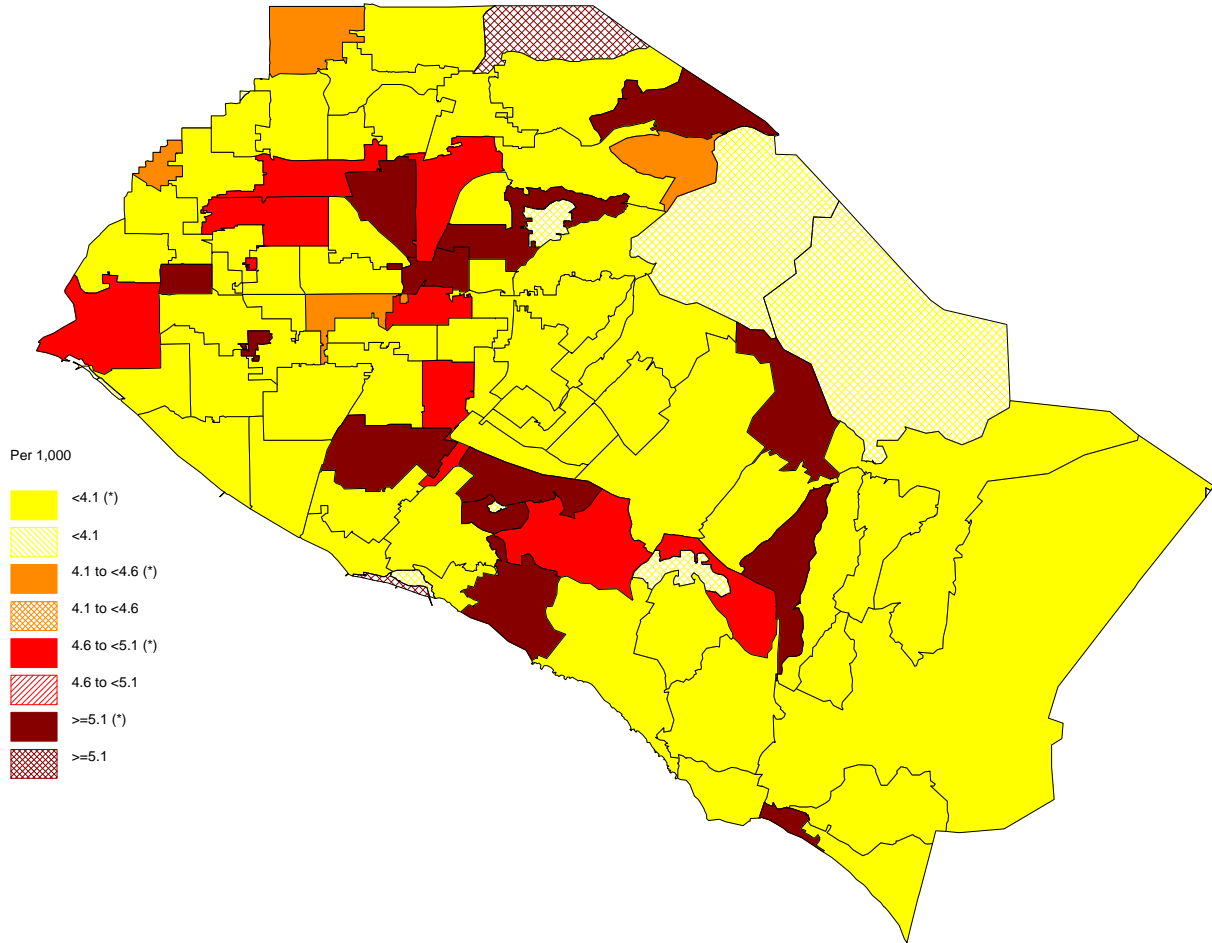 Per 1,000
<4.1 (*)
<4.1
4.1 to <4.6 (*)
4.1 to <4.6
4.6 to <5.1 (*)
4.6 to <5.1
>=5.1 (*)
>=5.1